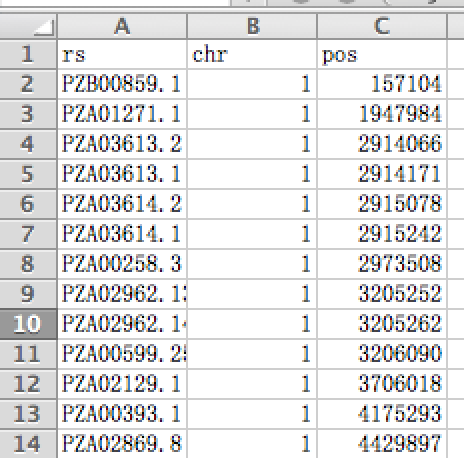 A B C
1 rs chr pos
2 PZB00859.1 1 157104
3 PZA01271.1 1 1947984
4 PZA03613.2 1 2914066
5 PZA03613.1 1 2914171
6 PZA03614.2 1 2915078
7 PZA03614.1 1 2915242
8 PZA00258.3 1 2973508
9 PZA02962.1 1 3205252
10 PZA02962.1 1 3205262
11 PZA00599.2 1 3206090
12 PZA02129.1 1 3706018
13 PZA00393.1 1 4175293
14 PZA02869.8 1 4429897